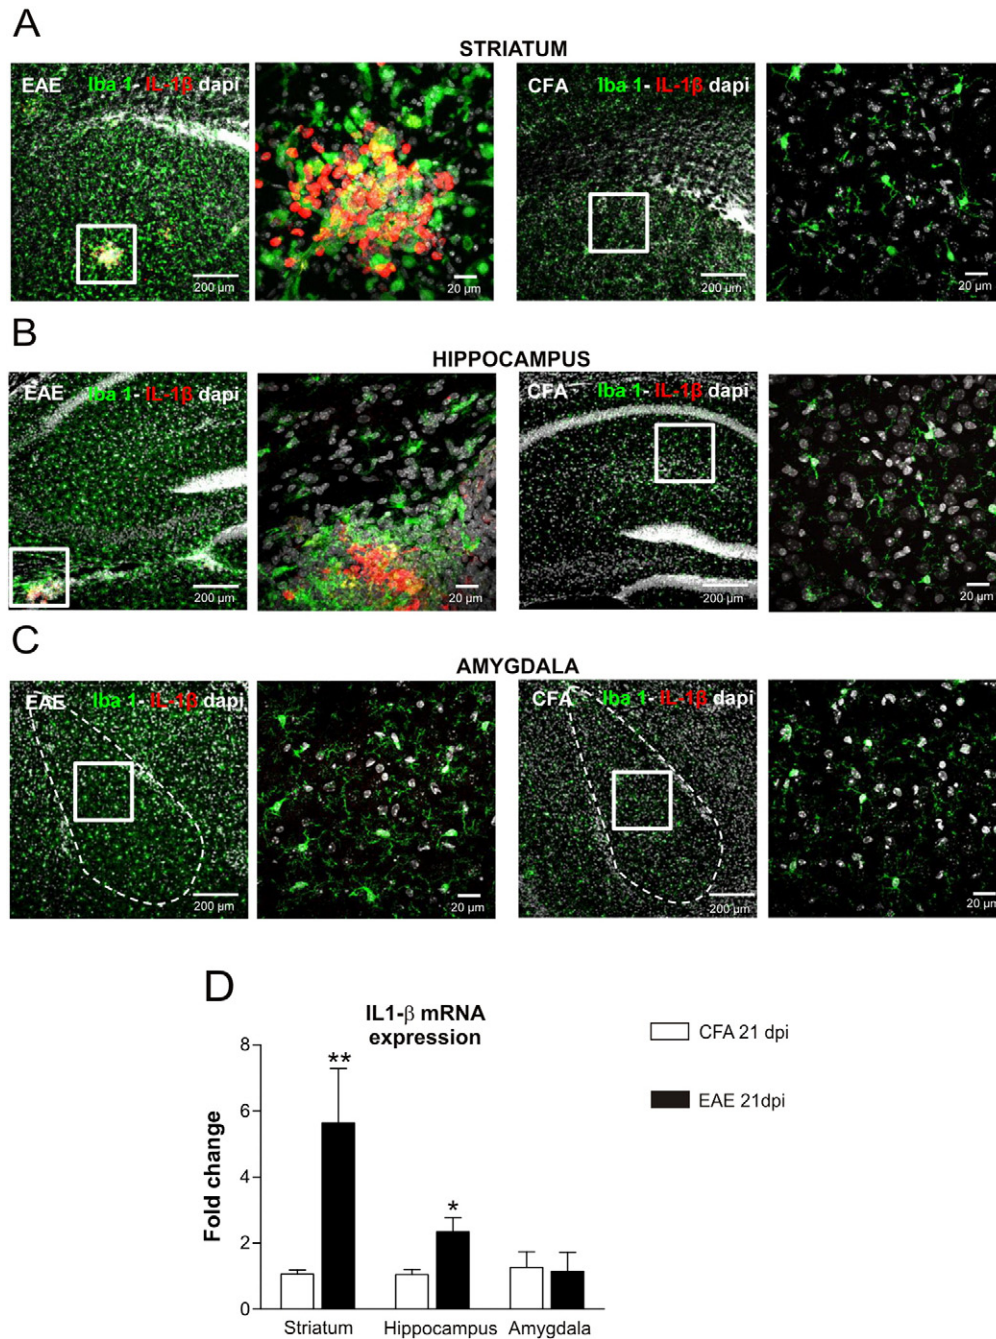 A
STRIATUM
EAE Iba 1- IL-1β dapi
200 µm
20 µm
CFA Iba 1- IL-1β dapi
200 µm
20 µm
B
HIPPOCAMPUS
EAE Iba 1- IL-1β dapi
200 µm
20 µm
CFA Iba 1- IL-1β dapi
200 µm
20 µm
C
AMYGDALA
EAE Iba 1- IL-1β dapi
200 µm
20 µm
CFA Iba 1- IL-1β dapi
200 µm
20 µm
D
IL1-β mRNA
expression
CFA 21 dpi
EAE 21dpi
Fold change
8
6
4
2
0
**
*
Striatum Hippocampus Amygdala